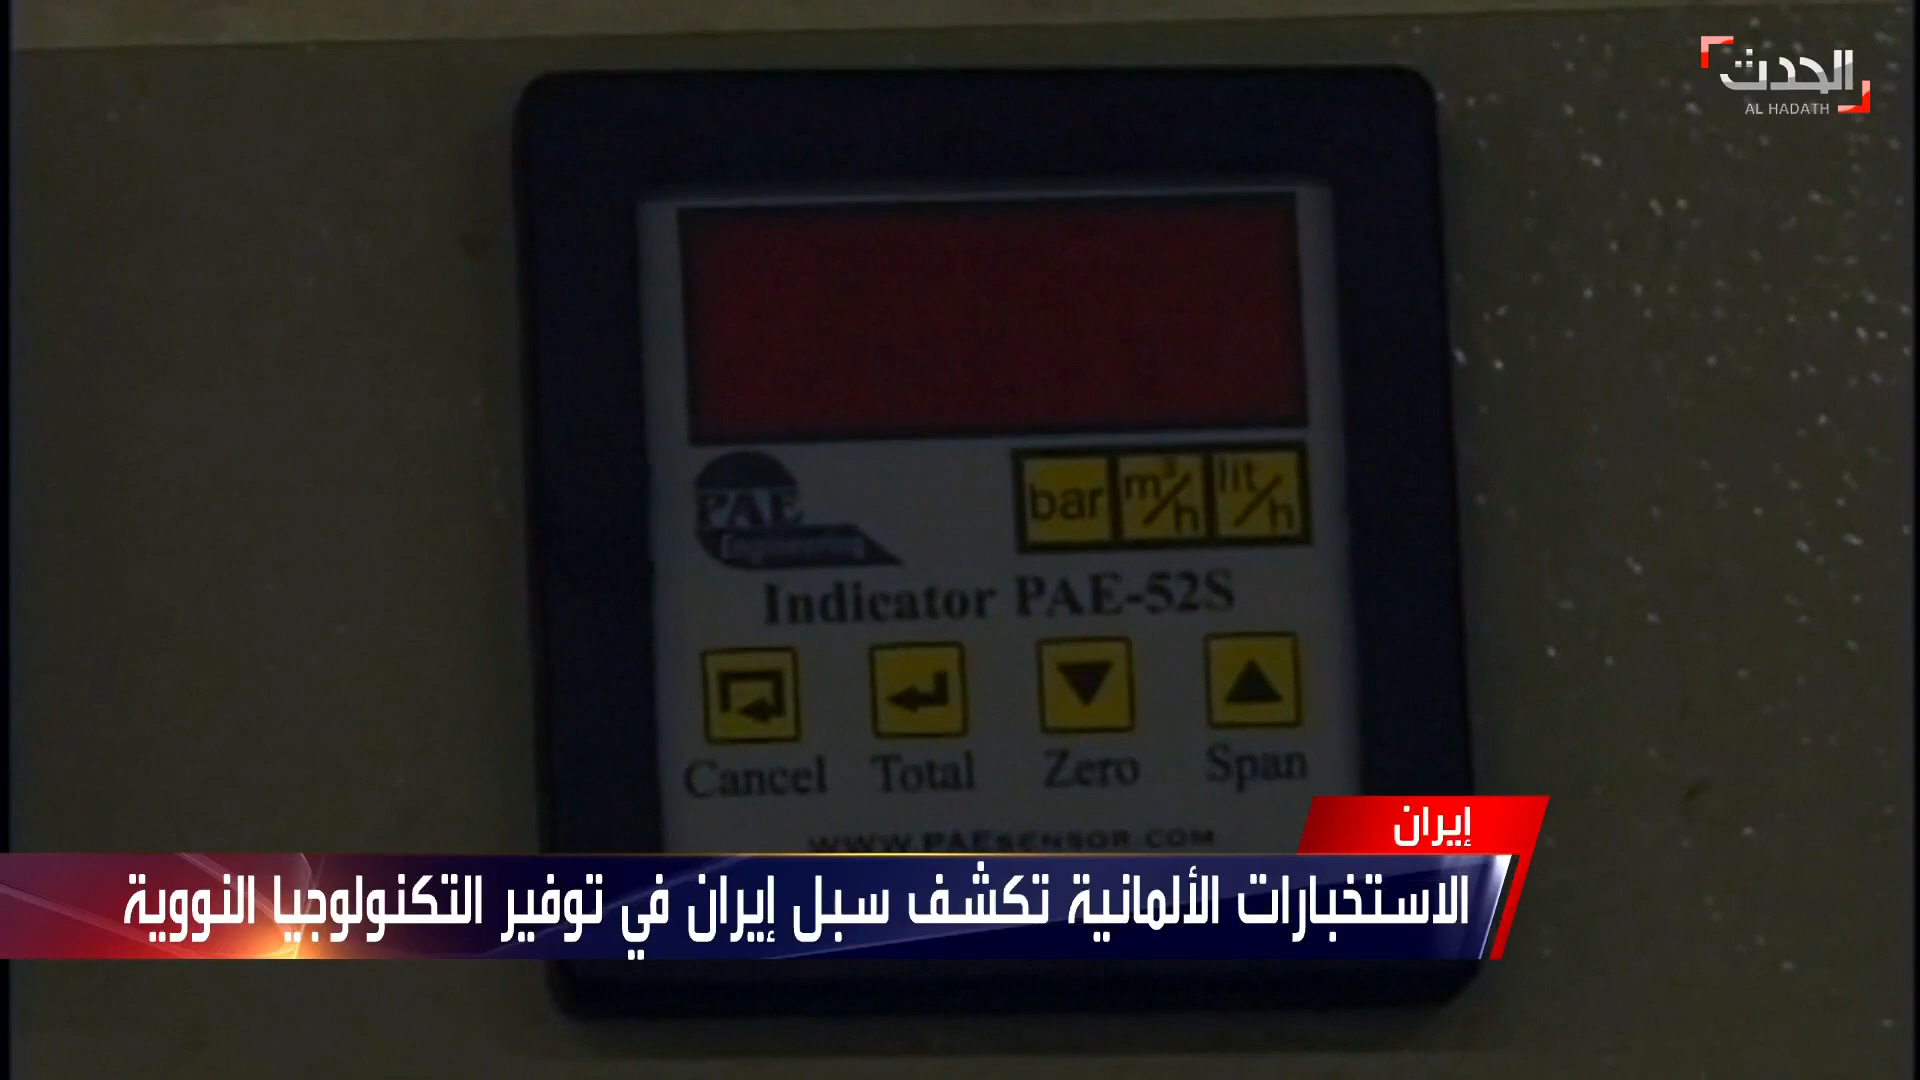 الحدث
AL HADATH
PAE
Engineering
bar m³/h lit/h
Indicator PAE-52S
Cancel Total Zero Span
WWW.PAESENSOR.COM
إيران
الاستخبارات الألمانية تكشف سبل إيران في توفير التكنولوجيا النووية